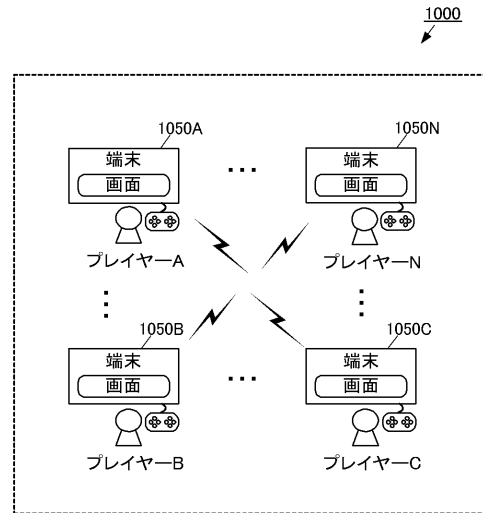 1000
1050A
端末
画面
プレイヤーA
…
1050N
端末
画面
プレイヤーN
⋮
⋮
1050B
端末
画面
プレイヤーB
…
1050C
端末
画面
プレイヤーC